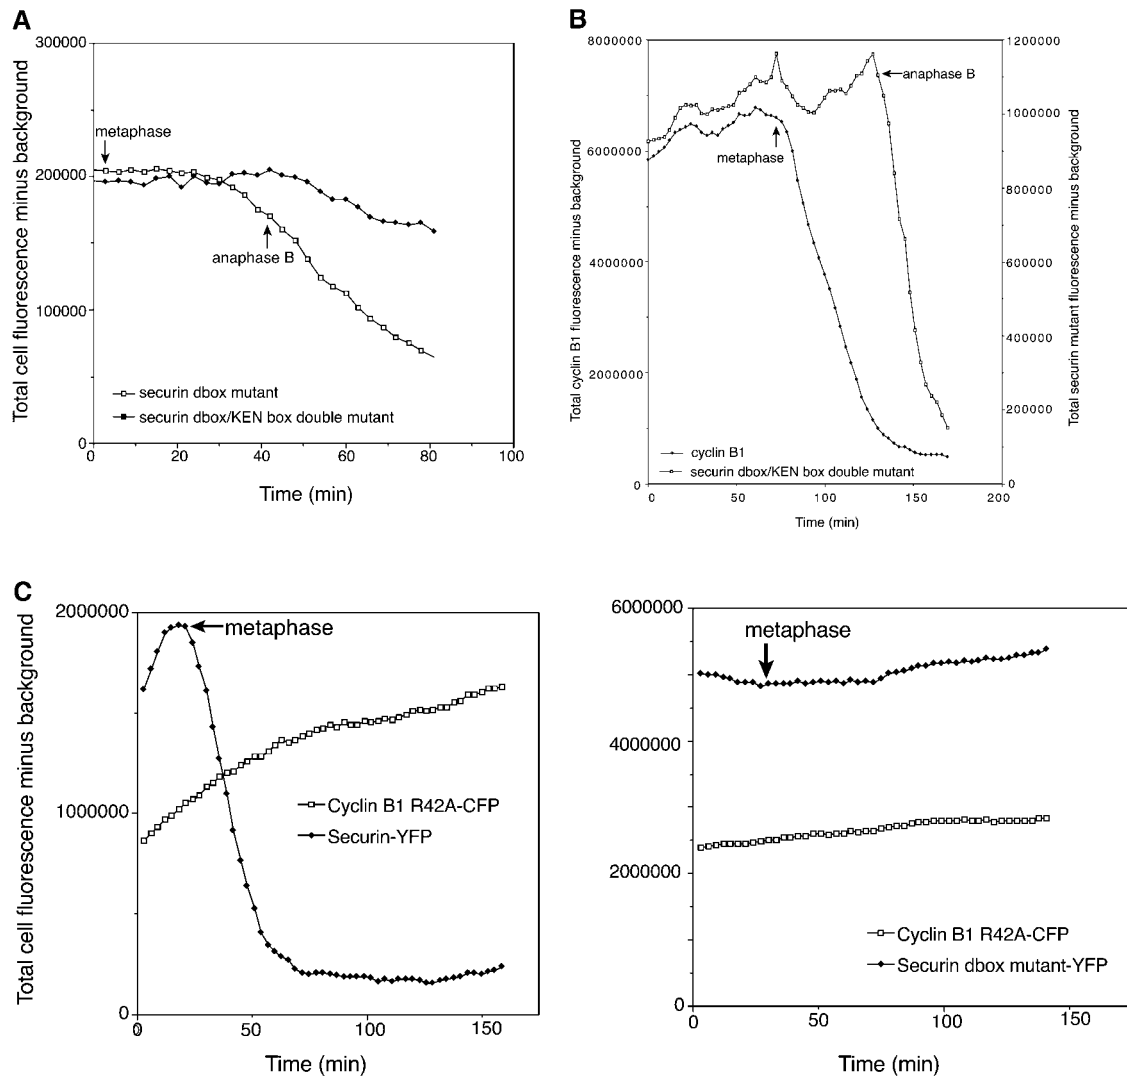 A
Total cell fluorescence minus background
300000
200000
100000
0
metaphase
anaphase B
securin dbox mutant
securin dbox/KEN box double mutant
0 20 40 60 80 100
Time (min)
B
Total cyclin B1 fluorescence minus background
8000000
6000000
4000000
2000000
0
anaphase B
metaphase
cyclin B1
securin dbox/KEN box double mutant
1200000
1000000
800000
600000
400000
200000
0
Total securin mutant fluorescence minus background
0 50 100 150 200
Time (min)
C
Total cell fluorescence minus background
2000000
1000000
0
metaphase
Cyclin B1 R42A-CFP
Securin-YFP
0 50 100 150
Time (min)
6000000
4000000
2000000
0
metaphase
Cyclin B1 R42A-CFP
Securin dbox mutant-YFP
0 50 100 150
Time (min)